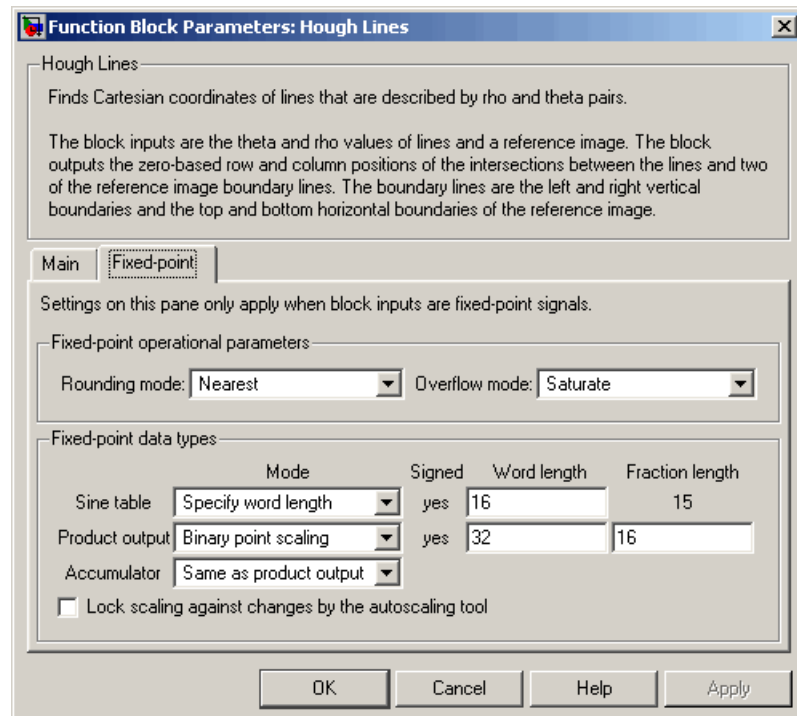 Function Block Parameters: Hough Lines
Hough Lines
Finds Cartesian coordinates of lines that are described by rho and theta pairs.
The block inputs are the theta and rho values of lines and a reference image. The block
outputs the zero-based row and column positions of the intersections between the lines and two
of the reference image boundary lines. The boundary lines are the left and right vertical
boundaries and the top and bottom horizontal boundaries of the reference image.
Main Fixed-point
Settings on this pane only apply when block inputs are fixed-point signals.
Fixed-point operational parameters
Rounding mode: Nearest Overflow mode: Saturate
Fixed-point data types
Mode Signed Word length Fraction length
Sine table Specify word length yes 16 15
Product output Binary point scaling yes 32 16
Accumulator Same as product output
Lock scaling against changes by the autoscaling tool
OK Cancel Help Apply